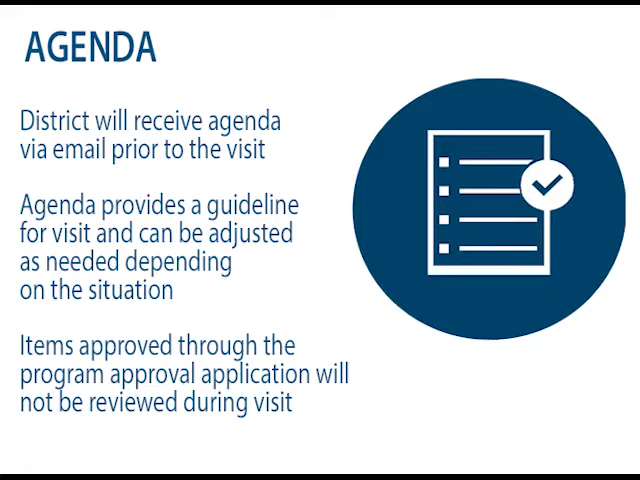 AGENDA
District will receive agenda
via email prior to the visit
Agenda provides a guideline
for visit and can be adjusted
as needed depending
on the situation
Items approved through the
program approval application will
not be reviewed during visit